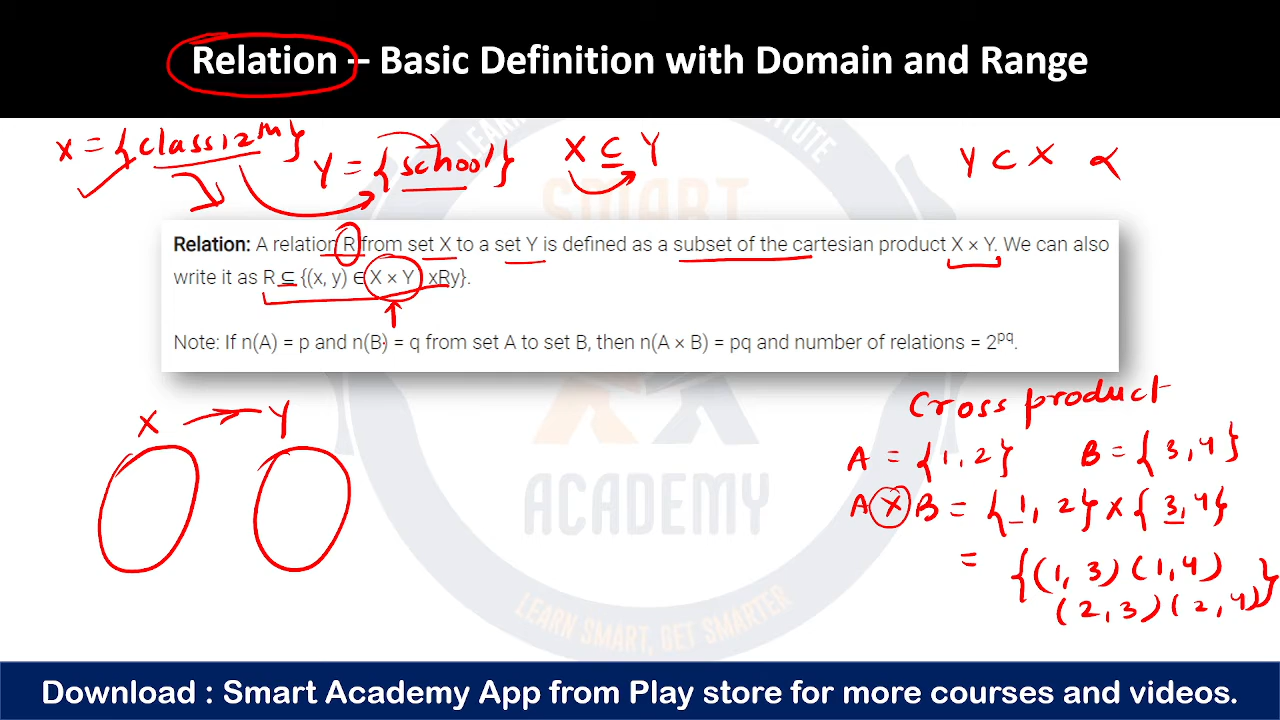 Relation – Basic Definition with Domain and Range
X = {class 12th}
Y = {school}
X ⊆ Y
Y ⊂ X
Relation: A relation R from set X to a set Y is defined as a subset of the cartesian product X × Y. We can also
write it as R ⊆ {(x, y) ∈ X × Y xRy}.
Note: If n(A) = p and n(B) = q from set A to set B, then n(A × B) = pq and number of relations = 2^pq.
X → Y
Cross product
A = {1, 2} B = {3, 4}
A × B = {1, 2} × {3, 4}
= {(1, 3) (1, 4)
(2, 3) (2, 4)}
SMART
ACADEMY
LEARN SMART, GET SMARTER
Download : Smart Academy App from Play store for more courses and videos.